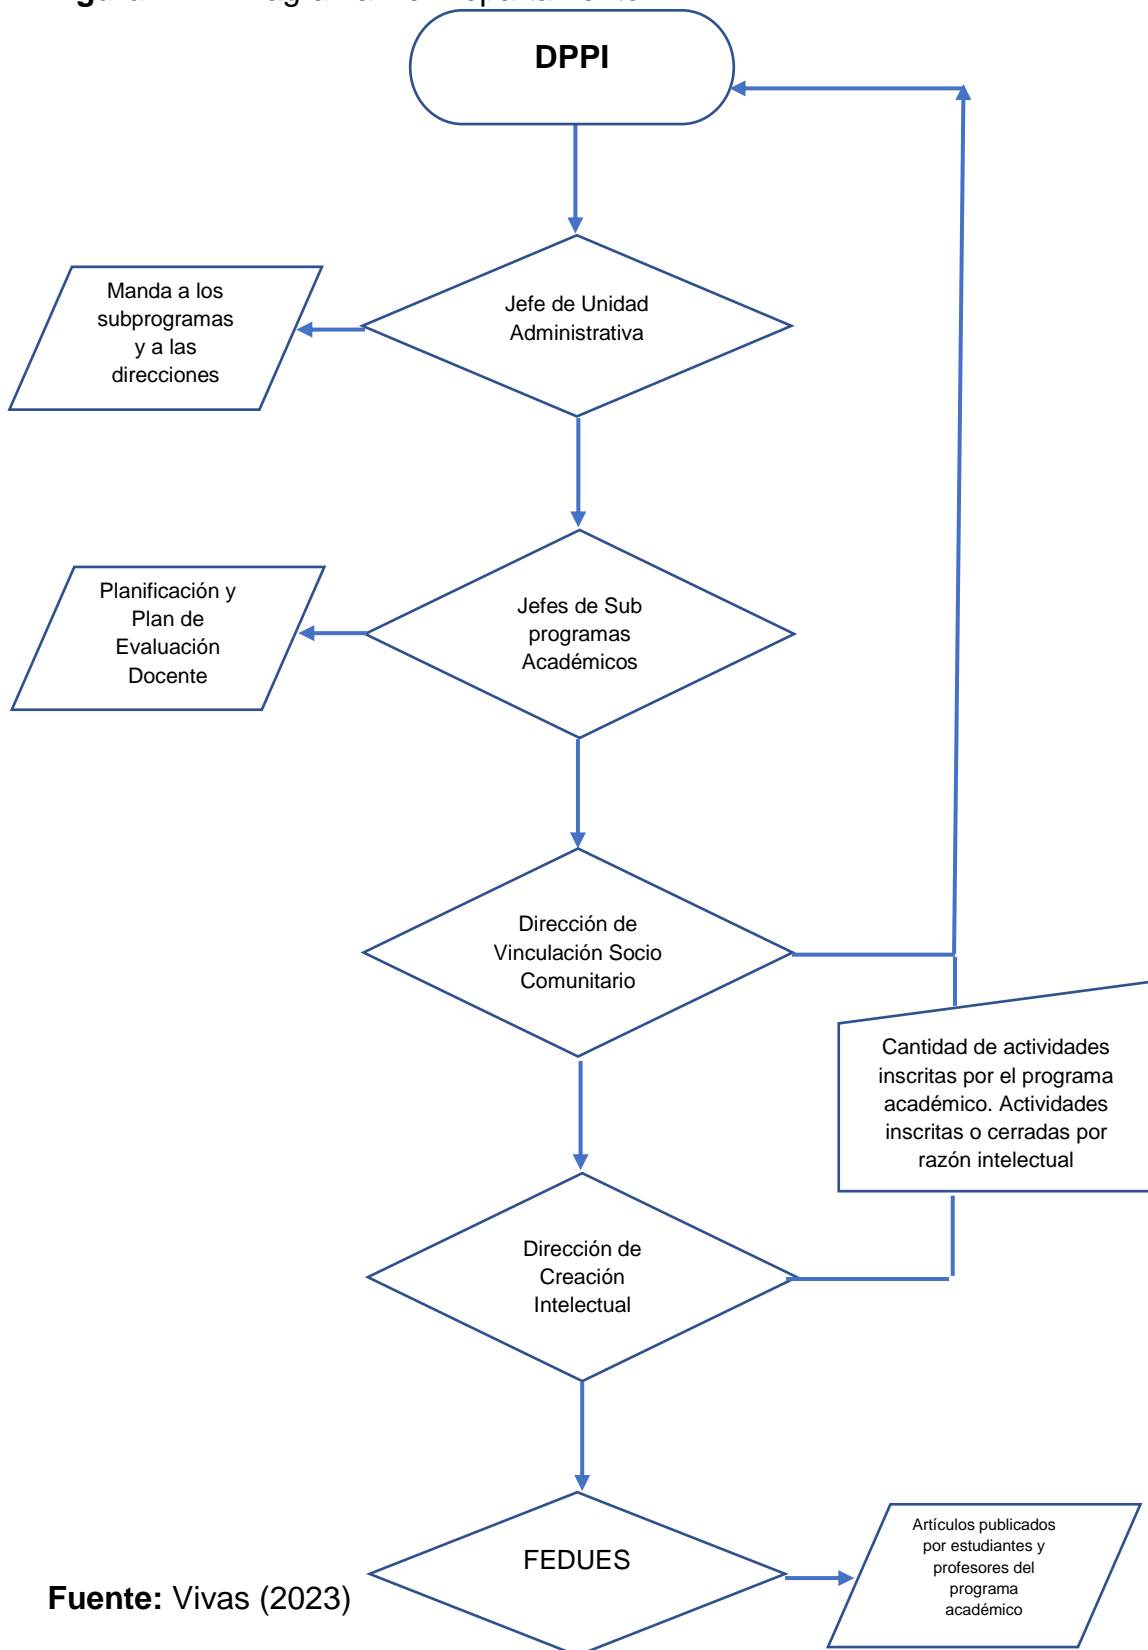 DPPI
Jefe de Unidad
Administrativa
Manda a los
subprogramas
y a las
direcciones
Jefes de Sub
programas
Académicos
Planificación y
Plan de
Evaluación
Docente
Dirección de
Vinculación Socio
Comunitario
Cantidad de actividades
inscritas por el programa
académico. Actividades
inscritas o cerradas por
razón intelectual
Dirección de
Creación
Intelectual
FEDUES
Artículos publicados
por estudiantes y
profesores del
programa
académico
Fuente: Vivas (2023)